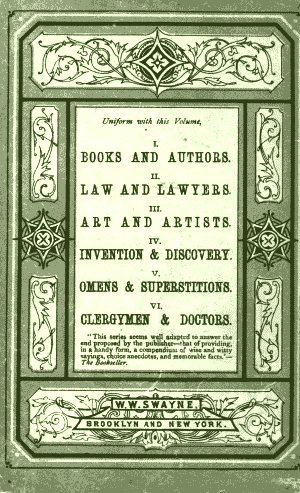 Uniform with this Volume,
I.
BOOKS AND AUTHORS.
II.
LAW AND LAWYERS.
III.
ART AND ARTISTS.
IV.
INVENTION & DISCOVERY.
V.
OMENS & SUPERSTITIONS.
VI.
CLERGYMEN & DOCTORS.
"This series seems well adapted to answer the
end proposed by the publisher—that of providing,
in a handy form, a compendium of wise and witty
sayings, choice anecdotes, and memorable facts."—
The Bookseller.
W.W. SWAYNE,
BROOKLYN AND NEW YORK.